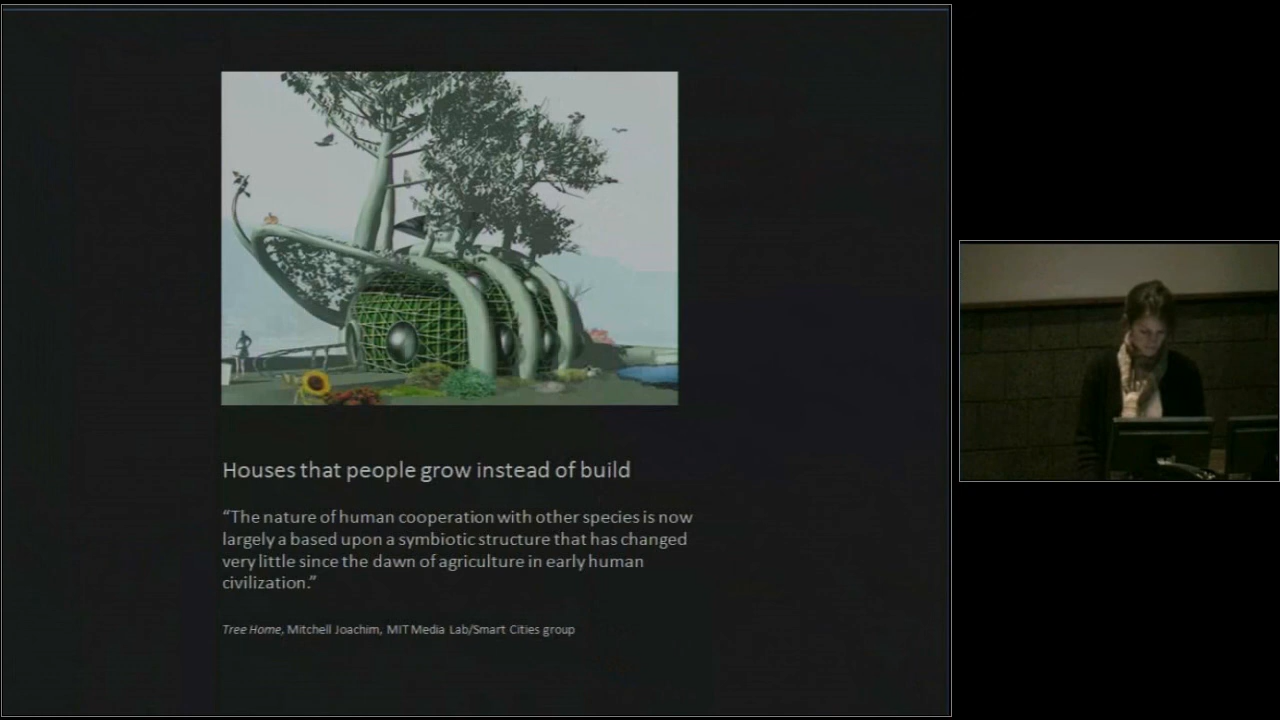 Houses that people grow instead of build
“The nature of human cooperation with other species is now
largely a based upon a symbiotic structure that has changed
very little since the dawn of agriculture in early human
civilization.”
Tree Home, Mitchell Joachim, MIT Media Lab/Smart Cities group